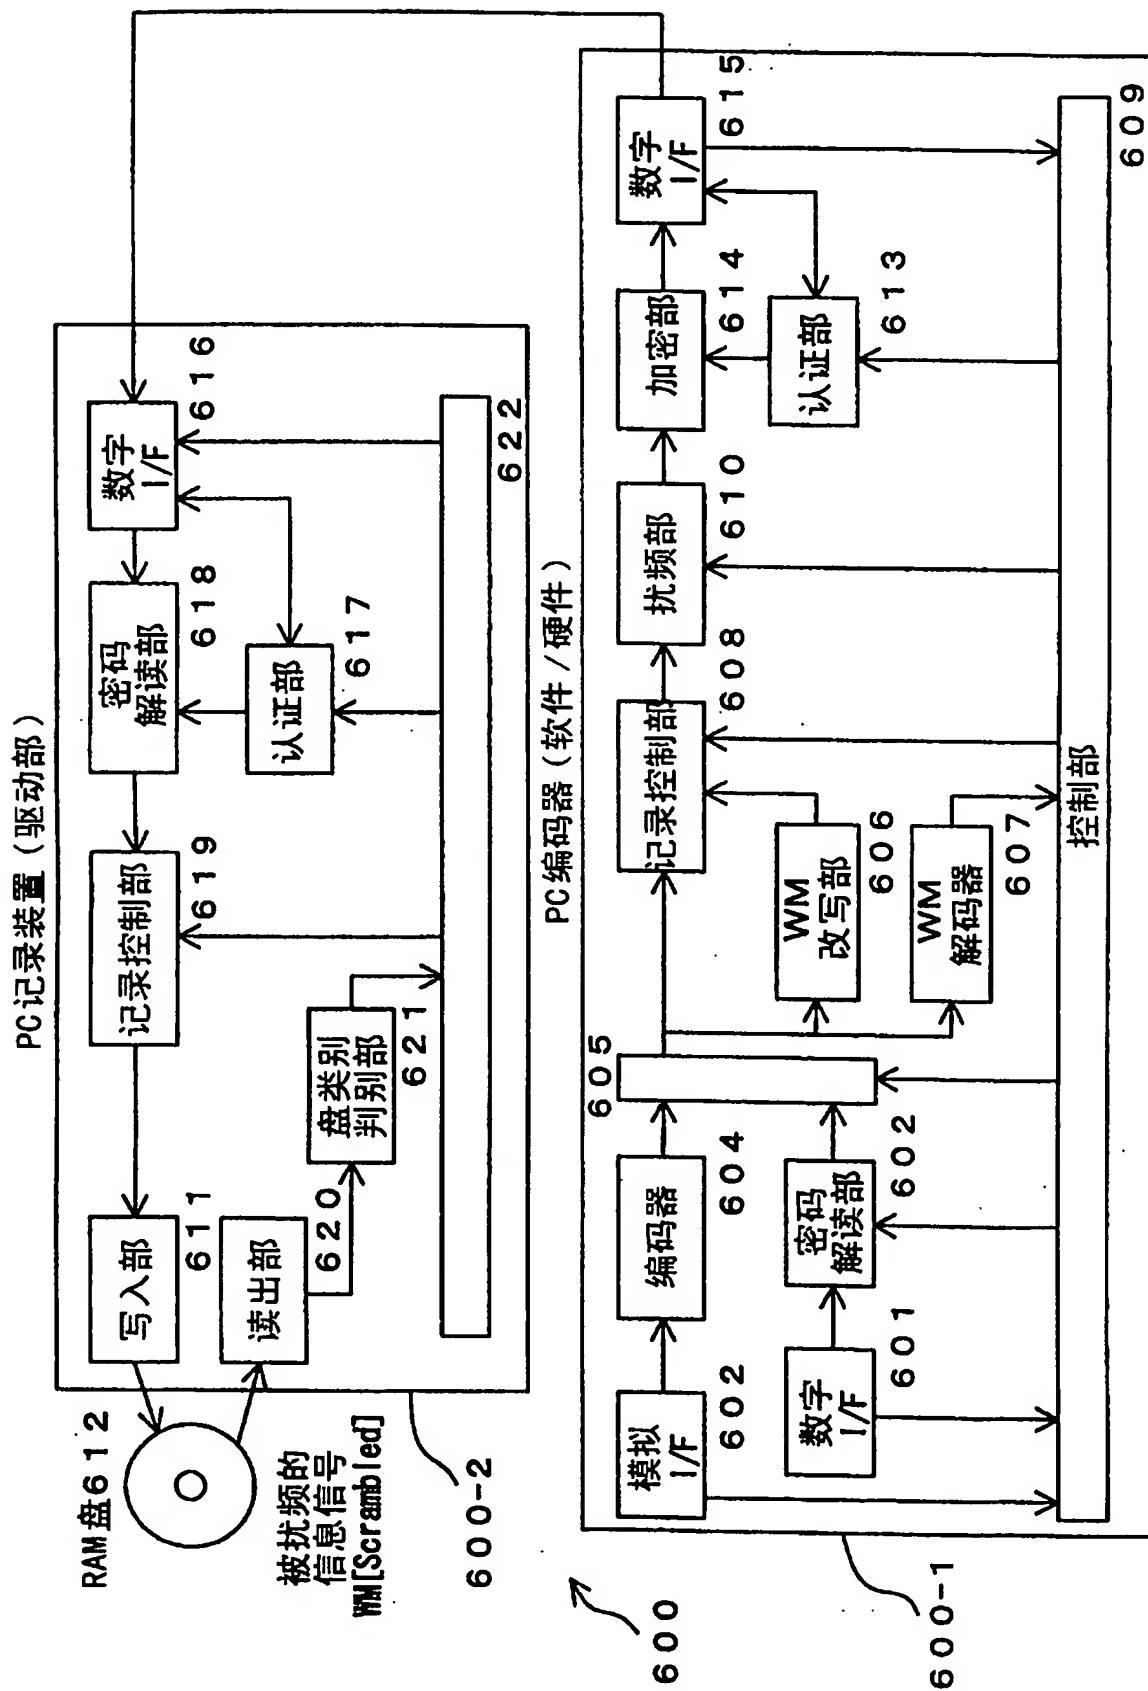 PC记录装置（驱动部）
RAM盘612
写入部
611
记录控制部
619
密码
解读部
618
数字
I/F
616
读出部
620
盘类别
判别部
621
认证部
617
622
被扰频的
信息信号
WM[Scrambled]
600-2
PC编码器（软件/硬件）
模拟
I/F
602
编码器
604
605
记录控制部
608
扰频部
610
加密部
614
数字
I/F
615
数字
I/F
601
密码
解读部
602
WM
改写部
606
WM
解码器
607
认证部
613
控制部
609
600
600-1